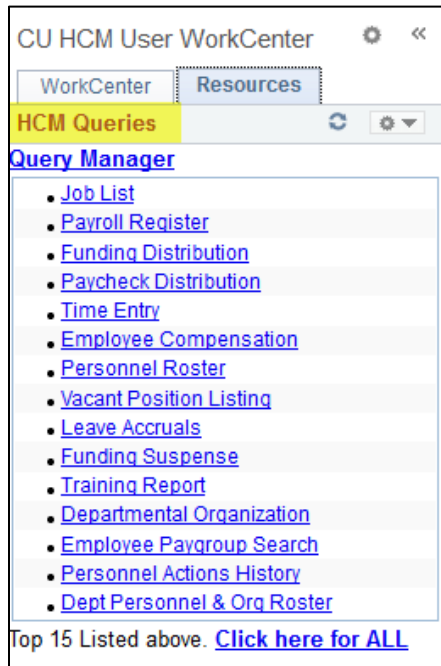 CU HCM User WorkCenter
WorkCenter Resources
HCM Queries
Query Manager
Job List
Payroll Register
Funding Distribution
Paycheck Distribution
Time Entry
Employee Compensation
Personnel Roster
Vacant Position Listing
Leave Accruals
Funding Suspense
Training Report
Departmental Organization
Employee Paygroup Search
Personnel Actions History
Dept Personnel & Org Roster
Top 15 Listed above. Click here for ALL